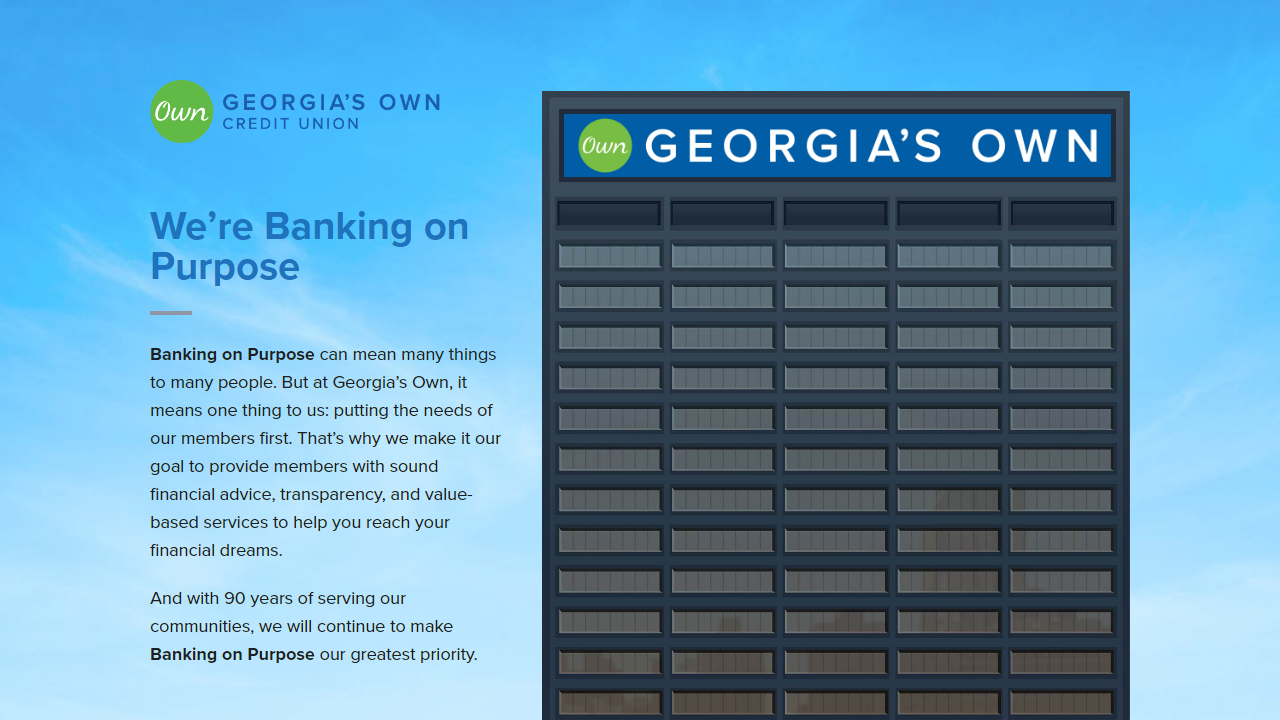 Own GEORGIA’S OWN
CREDIT UNION
Own GEORGIA’S OWN
We’re Banking on
Purpose
Banking on Purpose can mean many things
to many people. But at Georgia’s Own, it
means one thing to us: putting the needs of
our members first. That’s why we make it our
goal to provide members with sound
financial advice, transparency, and value-
based services to help you reach your
financial dreams.
And with 90 years of serving our
communities, we will continue to make
Banking on Purpose our greatest priority.